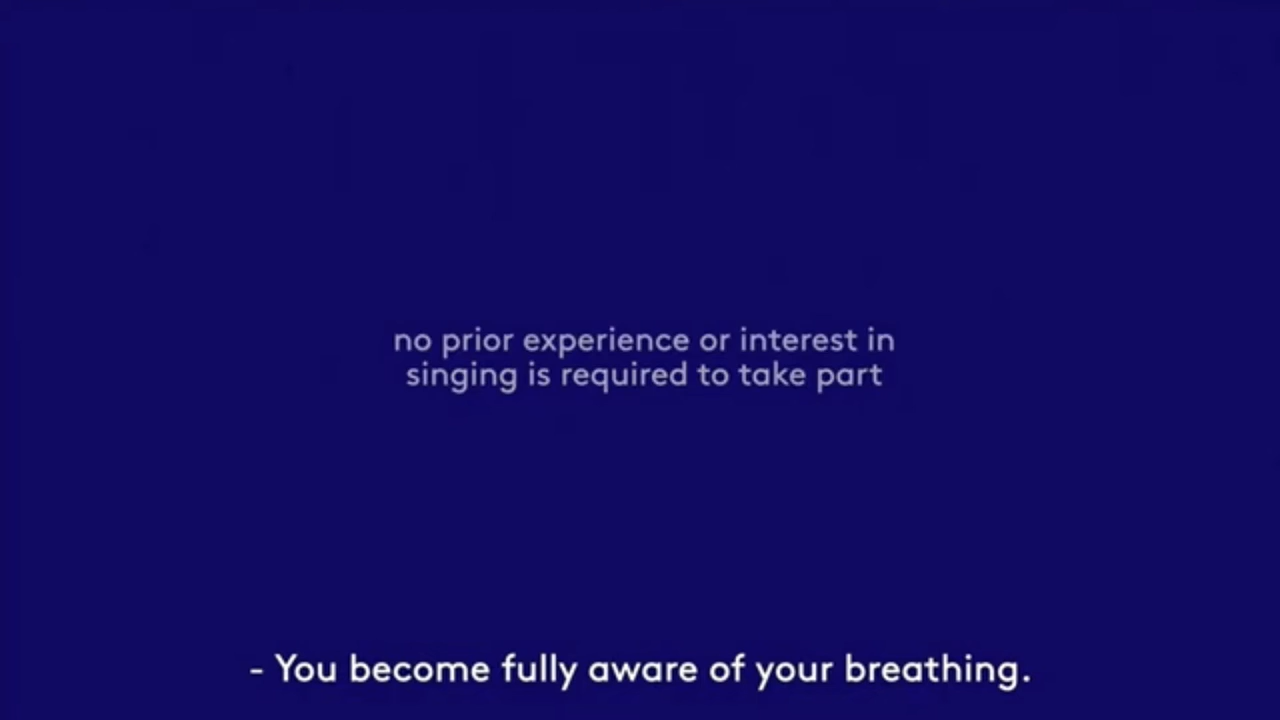 no prior experience or interest in
singing is required to take part
- You become fully aware of your breathing.